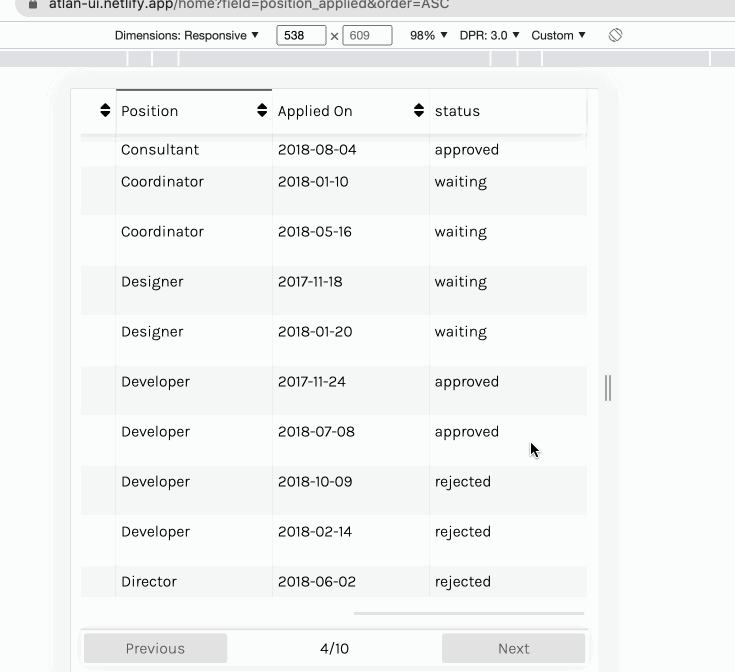 atlan-ui.netlify.app/home?field=position_applied&order=ASC
Dimensions: Responsive ▼ 538 × 609 98% ▼ DPR: 3.0 ▼ Custom ▼
Position Applied On status
Consultant 2018-08-04 approved
Coordinator 2018-01-10 waiting
Coordinator 2018-05-16 waiting
Designer 2017-11-18 waiting
Designer 2018-01-20 waiting
Developer 2017-11-24 approved
Developer 2018-07-08 approved
Developer 2018-10-09 rejected
Developer 2018-02-14 rejected
Director 2018-06-02 rejected
Previous 4/10 Next